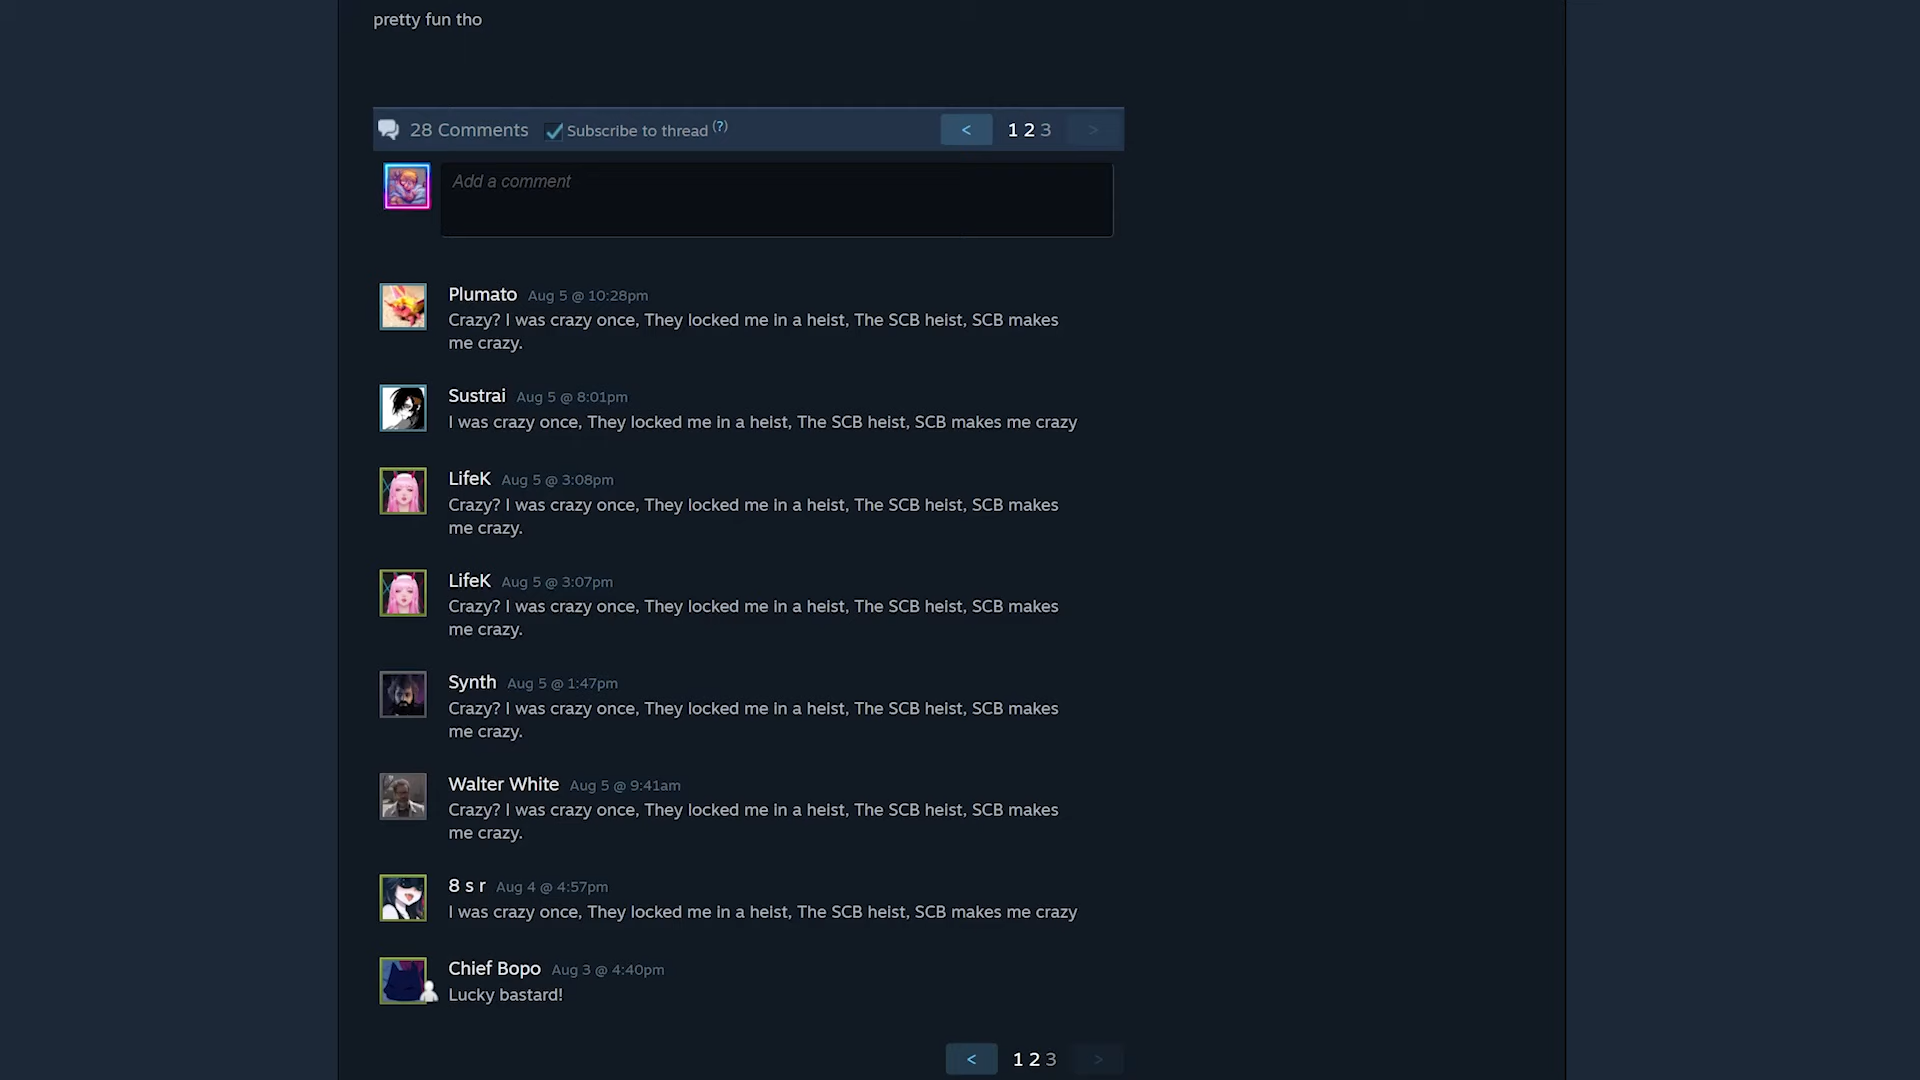 pretty fun tho
28 Comments Subscribe to thread (?) < 1 2 3 >
Add a comment
Plumato Aug 5 @ 10:28pm
Crazy? I was crazy once, They locked me in a heist, The SCB heist, SCB makes
me crazy.
Sustrai Aug 5 @ 8:01pm
I was crazy once, They locked me in a heist, The SCB heist, SCB makes me crazy
LifeK Aug 5 @ 3:08pm
Crazy? I was crazy once, They locked me in a heist, The SCB heist, SCB makes
me crazy.
LifeK Aug 5 @ 3:07pm
Crazy? I was crazy once, They locked me in a heist, The SCB heist, SCB makes
me crazy.
Synth Aug 5 @ 1:47pm
Crazy? I was crazy once, They locked me in a heist, The SCB heist, SCB makes
me crazy.
Walter White Aug 5 @ 9:41am
Crazy? I was crazy once, They locked me in a heist, The SCB heist, SCB makes
me crazy.
8 s r Aug 4 @ 4:57pm
I was crazy once, They locked me in a heist, The SCB heist, SCB makes me crazy
Chief Bopo Aug 3 @ 4:40pm
Lucky bastard!
< 1 2 3 >